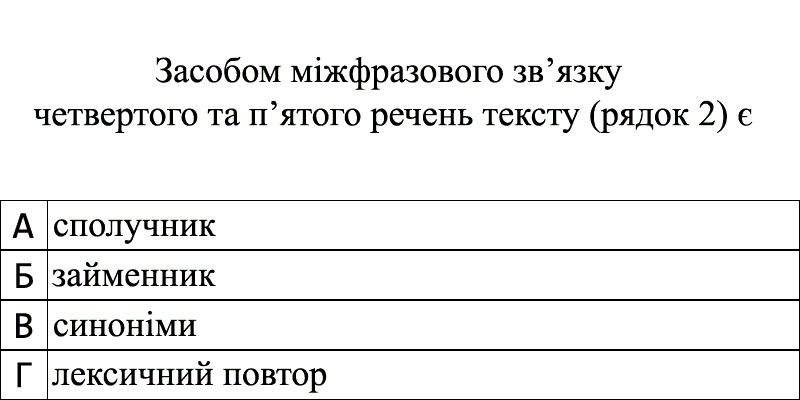 Засобом міжфразового зв’язку
четвертого та п’ятого речень тексту (рядок 2) є
А сполучник
Б займенник
В синоніми
Г лексичний повтор